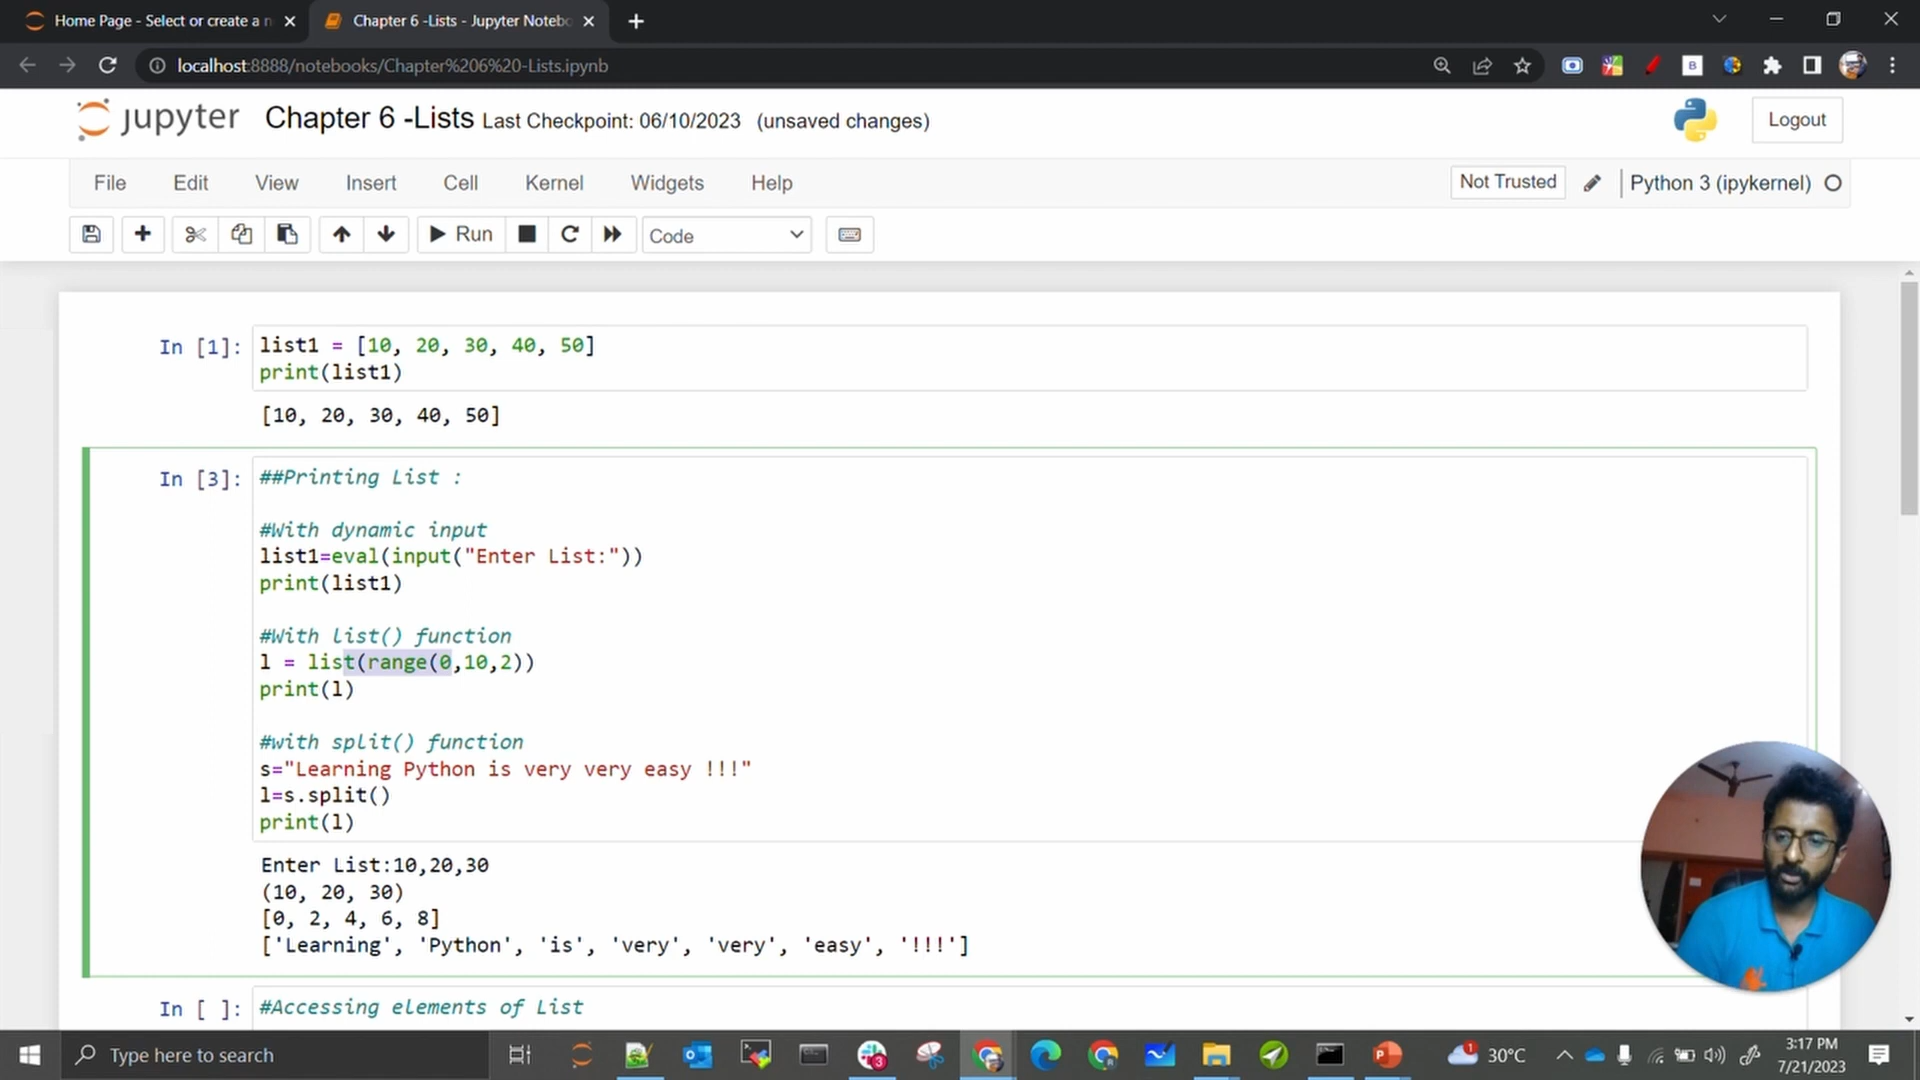 Home Page - Select or create a n
Chapter 6 -Lists - Jupyter Notebo
localhost:8888/notebooks/Chapter%206%20-Lists.ipynb
B
jupyter Chapter 6 -Lists Last Checkpoint: 06/10/2023 (unsaved changes)
Logout
File Edit View Insert Cell Kernel Widgets Help
Not Trusted Python 3 (ipykernel)
Run Code
In [1]: list1 = [10, 20, 30, 40, 50]
print(list1)
[10, 20, 30, 40, 50]
In [3]: ##Printing List :
#With dynamic input
list1=eval(input("Enter List:"))
print(list1)
#With list() function
l = list(range(0,10,2))
print(l)
#with split() function
s="Learning Python is very very easy !!!"
l=s.split()
print(l)
Enter List:10,20,30
(10, 20, 30)
[0, 2, 4, 6, 8]
['Learning', 'Python', 'is', 'very', 'very', 'easy', '!!!']
In [ ]: #Accessing elements of List
Type here to search
3
1
30°C
3:17 PM
7/21/2023